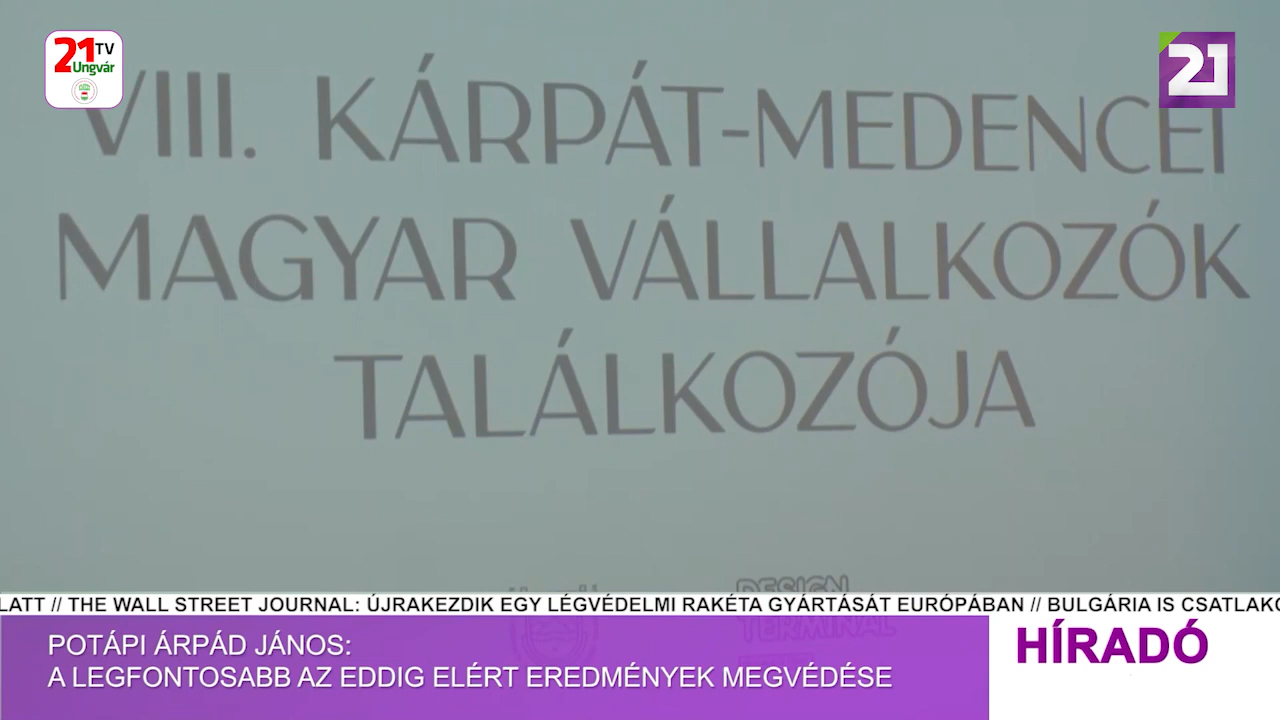 21 TV
Ungvár
21
VIII. KÁRPÁT-MEDENCEI
MAGYAR VÁLLALKOZÓK
TALÁLKOZÓJA
DESIGN
TERMINAL
LATT // THE WALL STREET JOURNAL: ÚJRAKEZDIK EGY LÉGVÉDELMI RAKÉTA GYÁRTÁSÁT EURÓPÁBAN // BULGÁRIA IS CSATLAKO
POTÁPI ÁRPÁD JÁNOS:
A LEGFONTOSABB AZ EDDIG ELÉRT EREDMÉNYEK MEGVÉDÉSE
HÍRADÓ